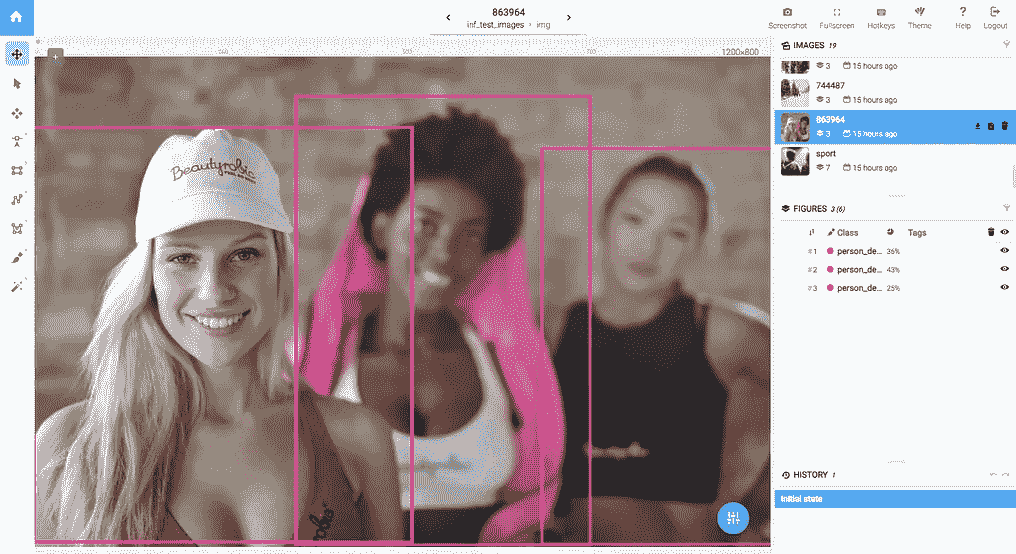 863964
inf_test_images › img
Screenshot
Fullscreen
Hotkeys
Theme
Help
Logout
1200x800
Beautyrobic
IMAGES 19
3 15 hours ago
744487
3 15 hours ago
863964
3 15 hours ago
sport
7 15 hours ago
FIGURES 3 (6)
Class Tags
#1 person_de... 36%
#2 person_de... 43%
#3 person_de... 25%
HISTORY 1
Initial state